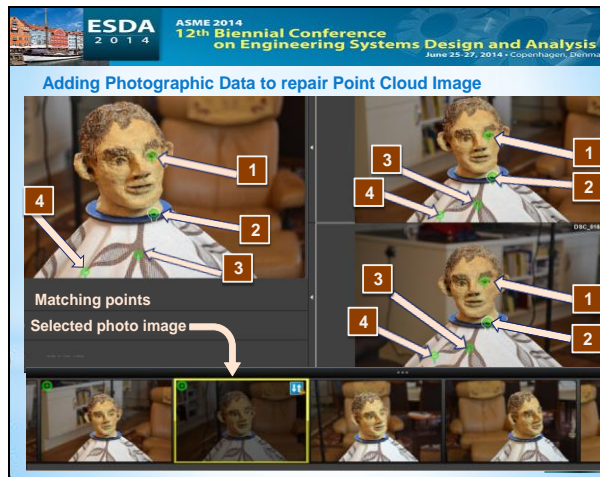 ESDA
2014
ASME 2014
12th Biennial Conference
on Engineering Systems Design and Analysis
June 25-27, 2014 • Copenhagen, Denma
Adding Photographic Data to repair Point Cloud Image
1
2
3
4
1
2
3
4
DSC_018
1
2
3
4
Matching points
Selected photo image